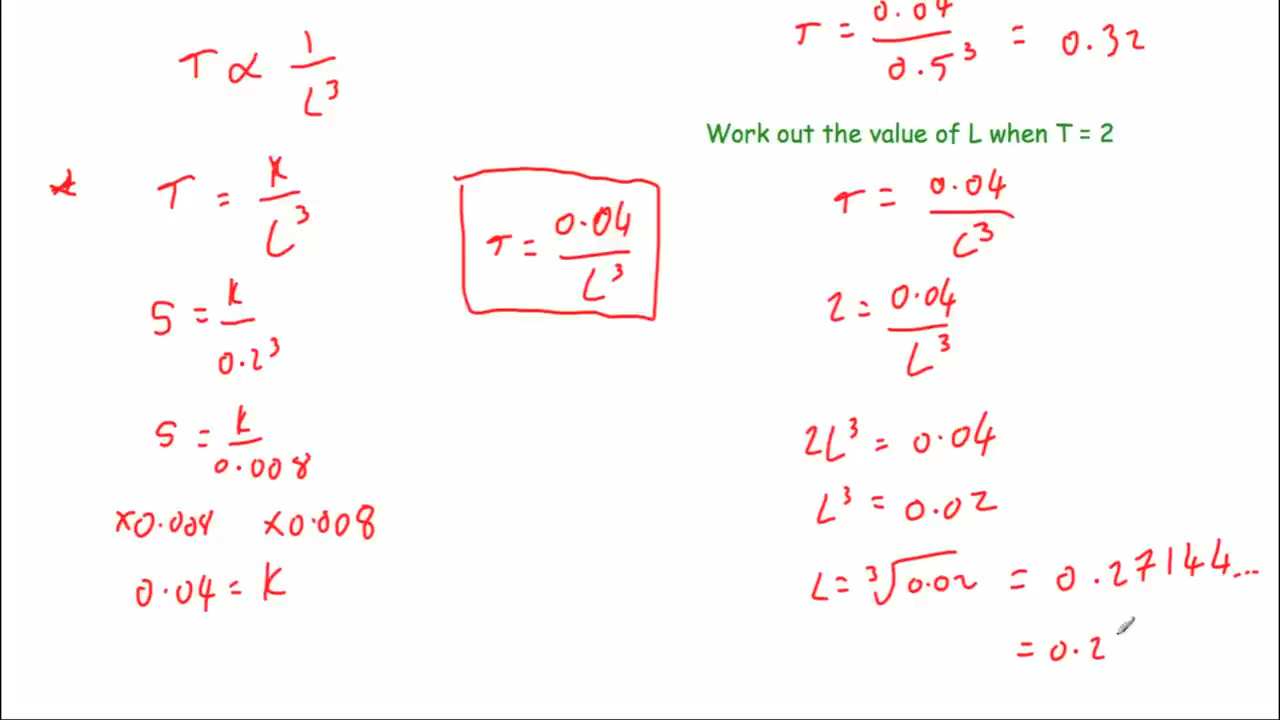 T ∝ 1/L³
T = K/L³
5 = k/0.2³
5 = k/0.008
×0.008 ×0.008
0.04 = K
T = 0.04/L³
T = 0.04/0.5³ = 0.32
Work out the value of L when T = 2
T = 0.04/L³
2 = 0.04/L³
2L³ = 0.04
L³ = 0.02
L = ³√0.02 = 0.27144...
= 0.2